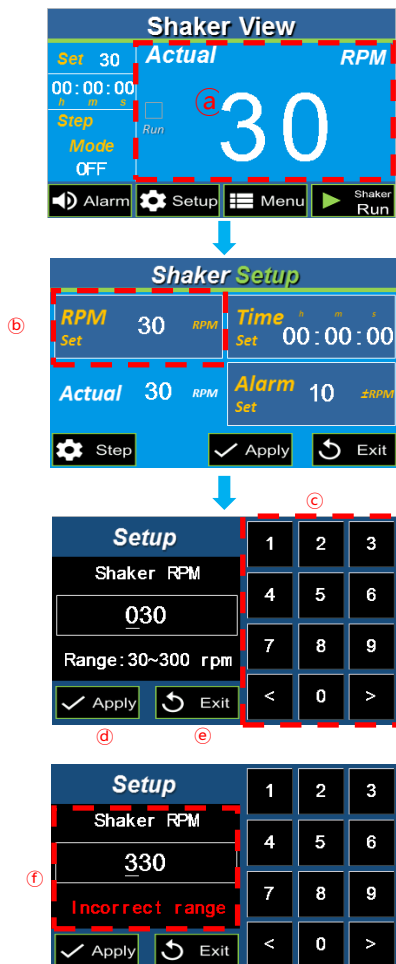 Shaker View
Set 30
Actual RPM
00:00:00
h m s
ⓐ
30
Step
Mode
OFF
Run
Alarm Setup Menu Shaker Run
Shaker Setup
ⓑ
RPM Set 30 RPM
Time Set h m s 00:00:00
Actual 30 RPM
Alarm Set 10 ±RPM
Step Apply Exit
ⓒ
Setup
Shaker RPM
030
Range:30~300 rpm
Apply Exit
ⓓ ⓔ
1 2 3
4 5 6
7 8 9
< 0 >
Setup
Shaker RPM
330
ⓕ
Incorrect range
Apply Exit
1 2 3
4 5 6
7 8 9
< 0 >